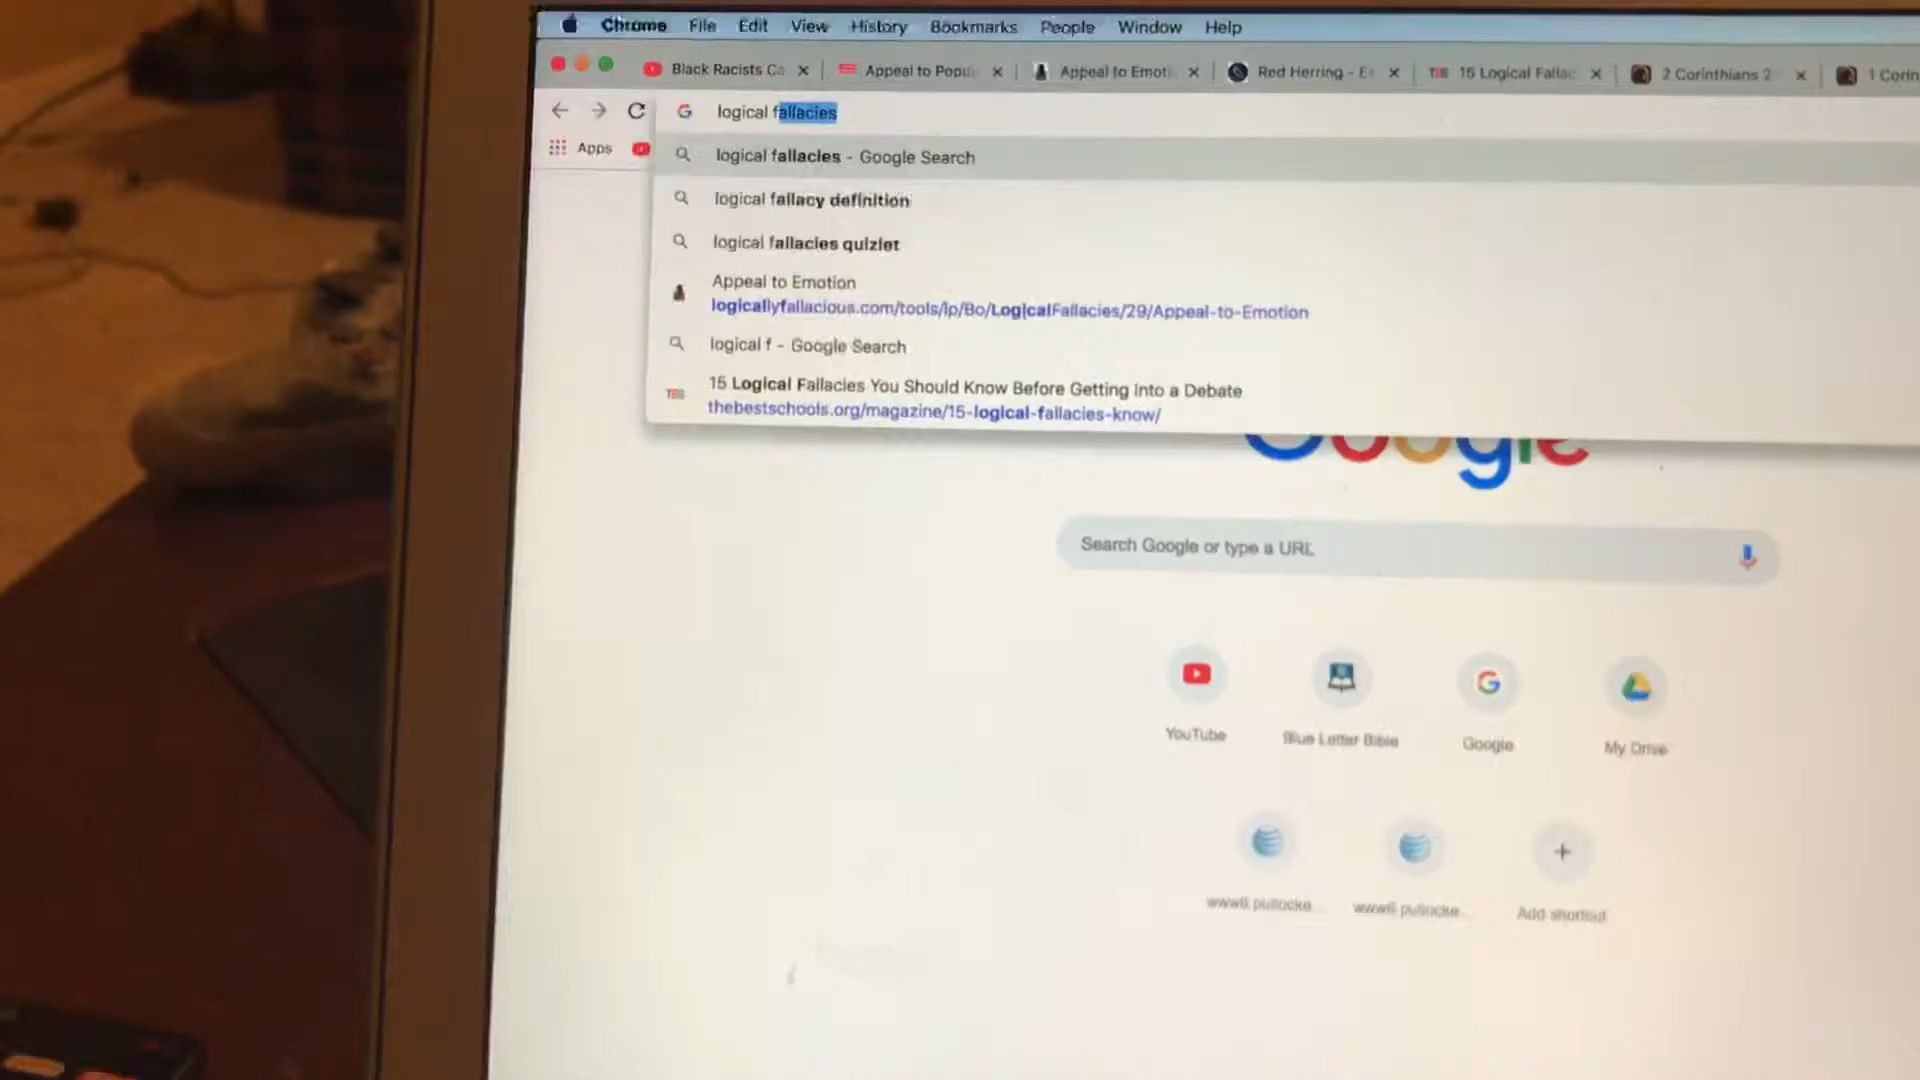 Chrome File Edit View History Bookmarks People Window Help
Black Racists Co Appeal to Popu Appeal to Emoti Red Herring - E 15 Logical Fallac 2 Corinthians 2 1 Corin
logical fallacies
Apps
logical fallacies - Google Search
logical fallacy definition
logical fallacies quizlet
Appeal to Emotion
logicallyfallacious.com/tools/lp/Bo/LogicalFallacies/29/Appeal-to-Emotion
logical f - Google Search
TBS 15 Logical Fallacies You Should Know Before Getting Into a Debate
thebestschools.org/magazine/15-logical-fallacies-know/
Google
Search Google or type a URL
YouTube Blue Letter Bible Google My Drive
Add shortcut